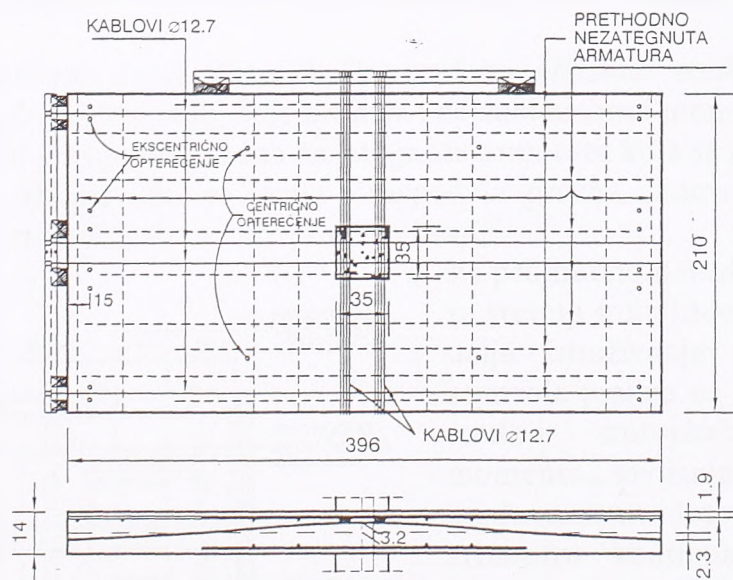 KABLOVI ⌀12.7
PRETHODNO
NEZATEGNUTA
ARMATURA
EKSCENTRIČNO
OPTEREĆENJE
CENTRIČNO
OPTEREĆENJE
35
35
15
210
KABLOVI ⌀12.7
396
14
3.2
1.9
2.3